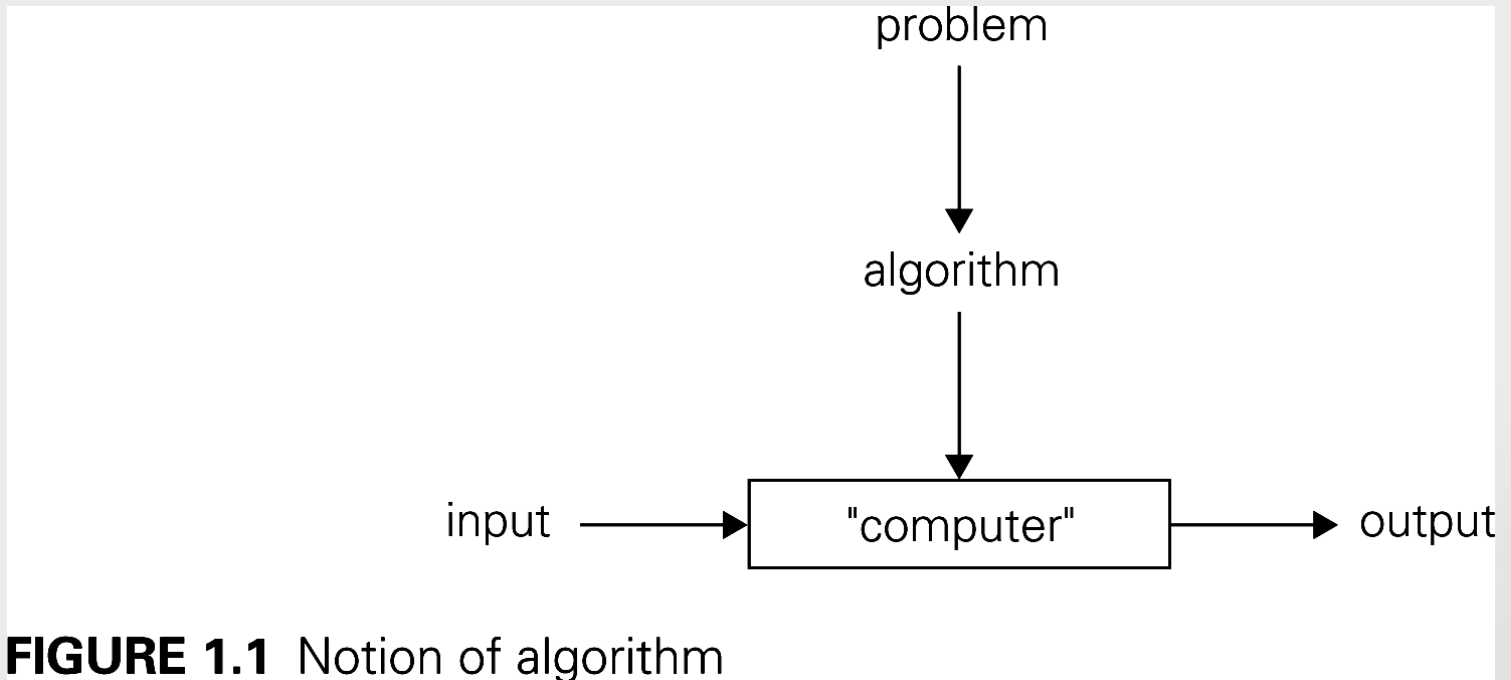 problem
algorithm
input "computer" output
FIGURE 1.1 Notion of algorithm